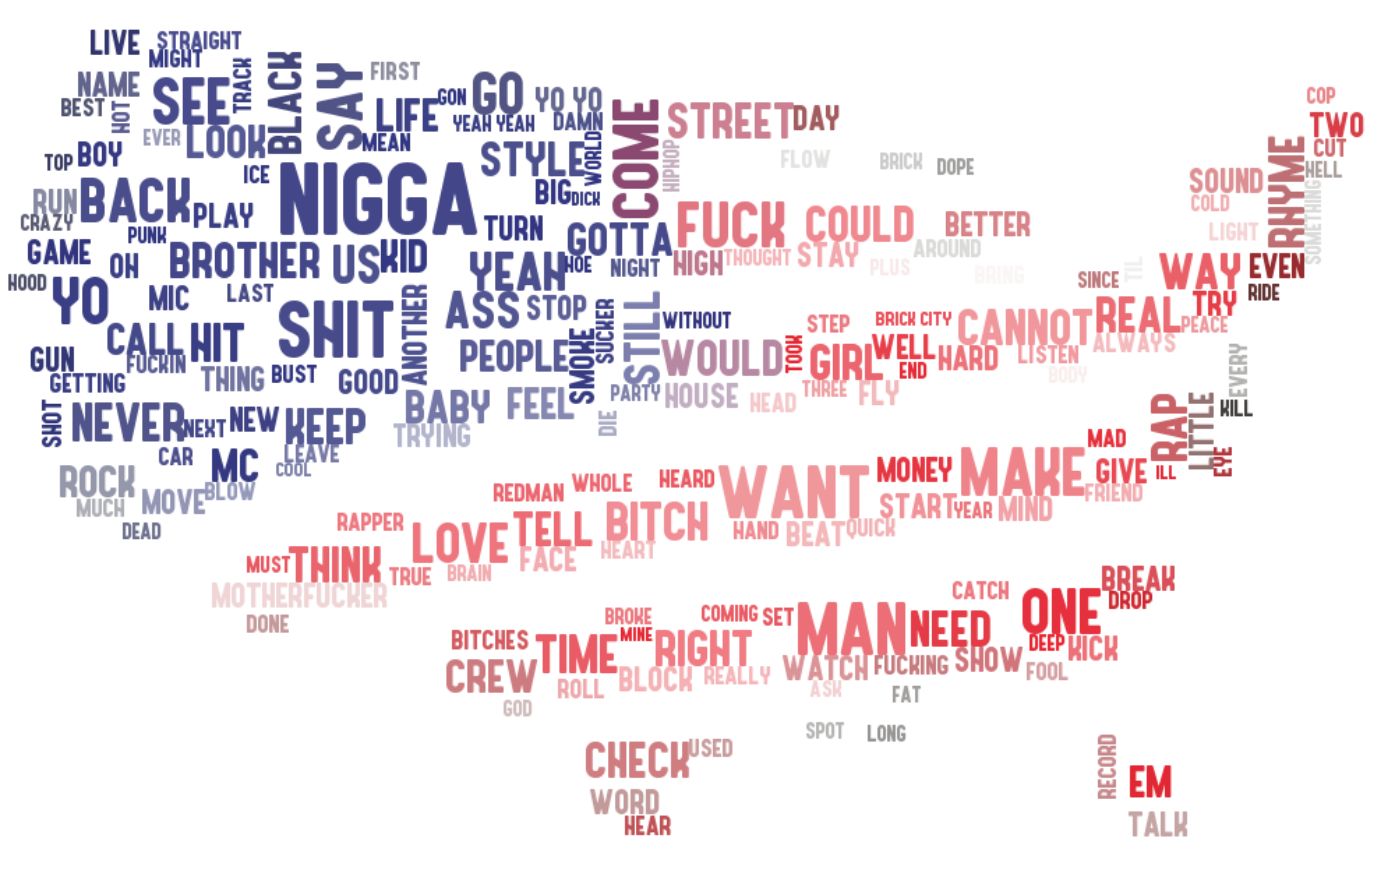 LIVE STRAIGHT
MIGHT
NAME SEE TRACK BLACK SAY FIRST
BEST HOT LIFE GON GO YO YO
YEAH YEAH DAMN
EVER LOOK MEAN
TOP BOY ICE STYLE WORLD COME STREET DAY
HIPHOP FLOW BRICK DOPE
COP
TWO
CUT
RHYME HELL
SOUND
COLD
LIGHT SOMETHING
RUN BACK PLAY NIGGA BIG DICK
CRAZY PUNK TURN GOTTA FUCK COULD BETTER
GAME OH BROTHER US KID YEAH HOE NIGHT HIGH THOUGHT STAY AROUND
PLUS BRING SINCE TIL WAY EVEN
HOOD YO MIC LAST RIDE
SHIT ANOTHER ASS STOP SUCKER STILL WITHOUT STEP BRICK CITY CANNOT REAL TRY
PEACE
CALL HIT PEOPLE SMOKE WOULD TOOK GIRL WELL HARD LISTEN ALWAYS
GUN FUCKIN END BODY EVERY
GETTING THING BUST GOOD PARTY HOUSE HEAD THREE FLY
SHOT NEVER NEXT NEW KEEP BABY FEEL DIE RAP LITTLE KILL
TRYING
CAR MC LEAVE MAD
COOL EYE
ROCK MUCH MOVE BLOW REDMAN WHOLE HEARD WANT MONEY MAKE GIVE ILL
FRIEND
DEAD RAPPER LOVE TELL BITCH HAND BEAT QUICK START YEAR MIND
MUST THINK TRUE BRAIN FACE HEART
MOTHERFUCKER CATCH BREAK
DONE BROKE COMING SET MAN NEED ONE DROP
BITCHES TIME MINE RIGHT DEEP KICK
CREW ROLL BLOCK REALLY WATCH FUCKING SHOW FOOL
GOD ASK FAT
SPOT LONG
CHECK USED RECORD EM
WORD
HEAR TALK